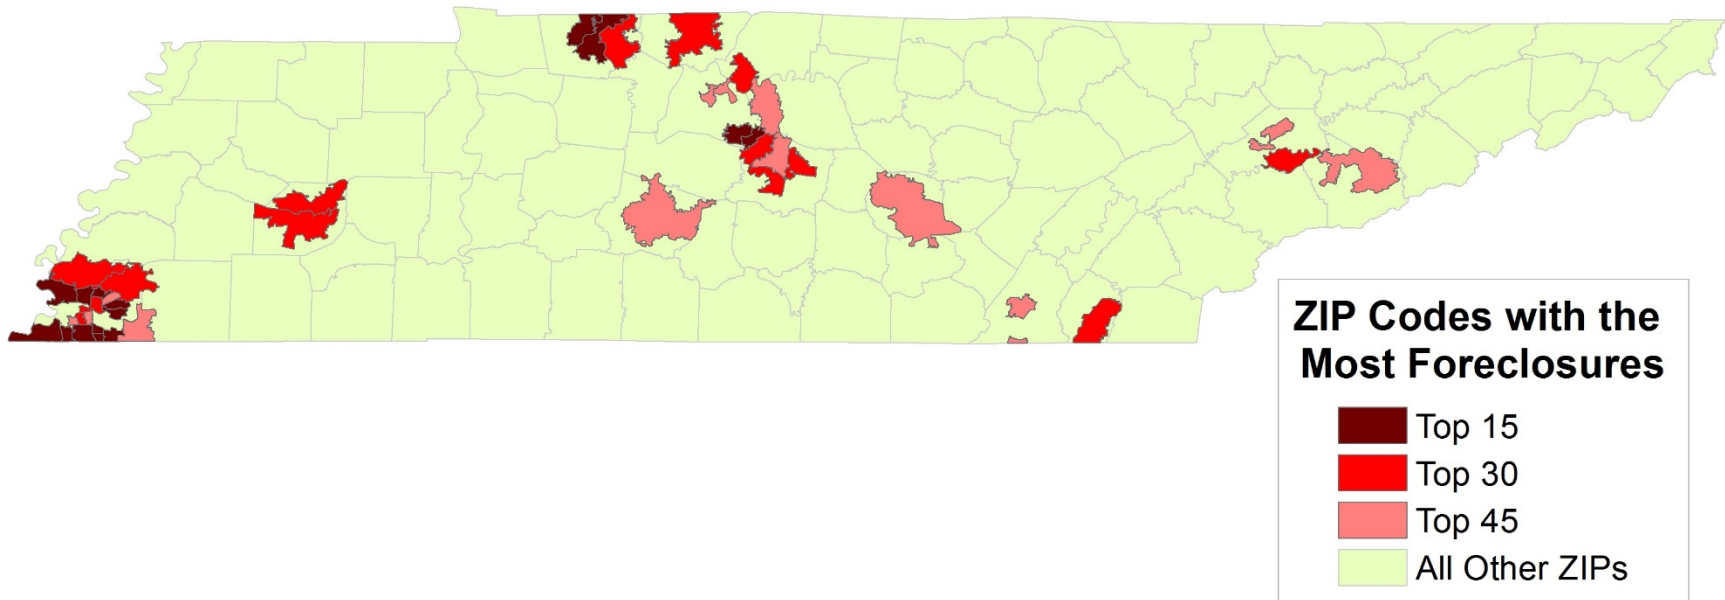 ZIP Codes with the
Most Foreclosures
Top 15
Top 30
Top 45
All Other ZIPs